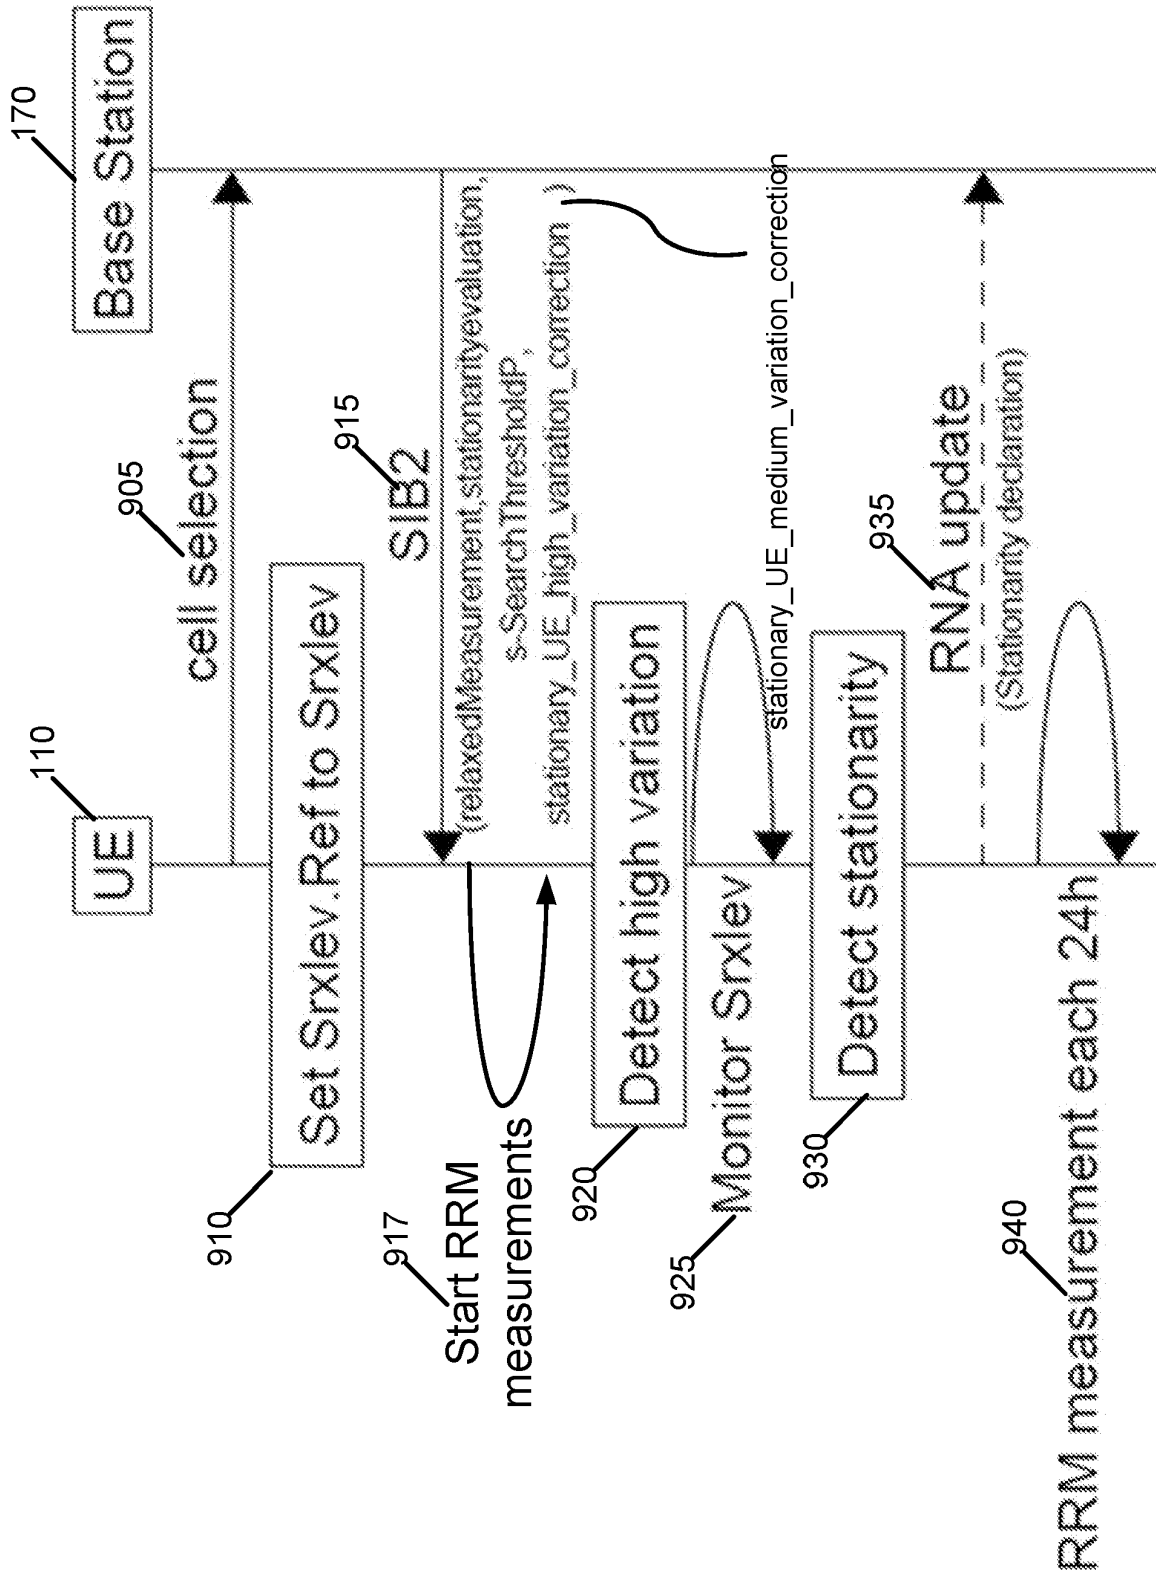 110
UE
170
Base Station
905
cell selection
910
Set Srxlev.Ref to Srxlev
915
SIB2
(relaxedMeasurement,stationarityevaluation,
s-SearchThresholdP,
stationary_UE_high_variation_correction )
917
Start RRM
measurements
920
Detect high variation
925
Monitor Srxlev
stationary_UE_medium_variation_correction
930
Detect stationarity
935
RNA update
(Stationarity declaration)
940
RRM measurement each 24h